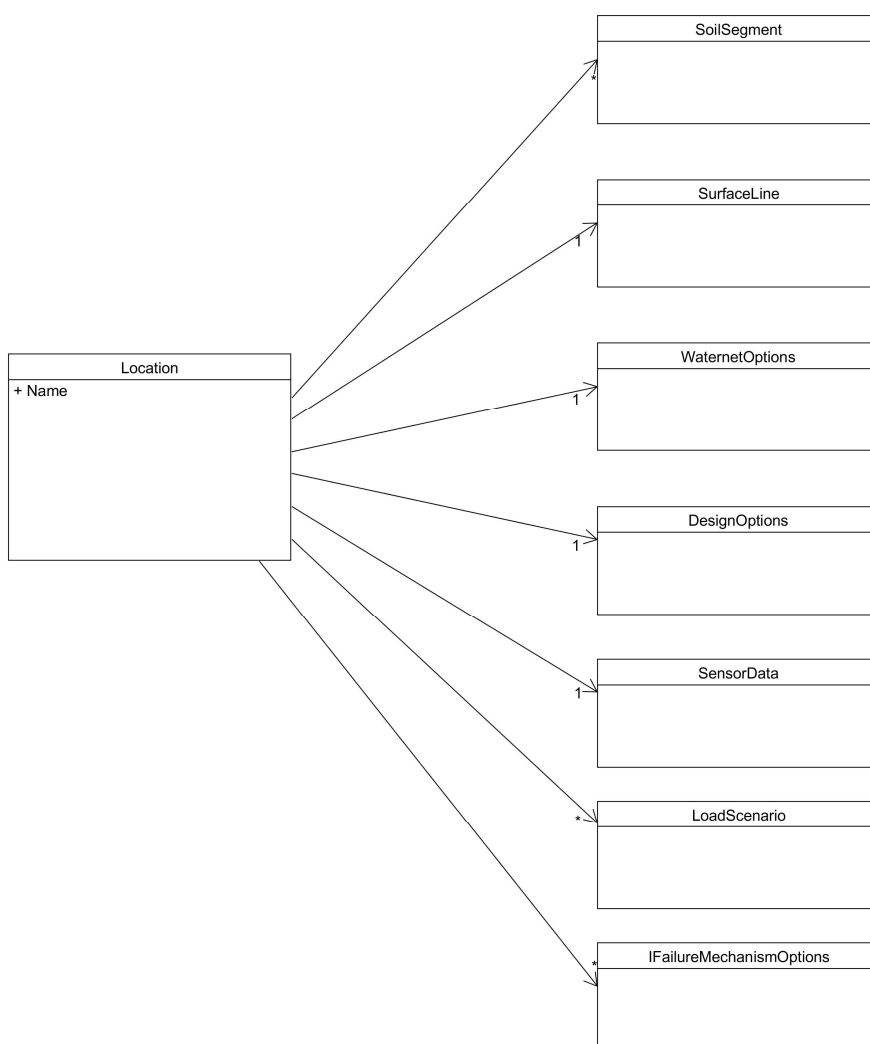 SoilSegment
*
SurfaceLine
1
WaternetOptions
1
Location
+ Name
DesignOptions
1
SensorData
1
LoadScenario
*
IFailureMechanismOptions
*